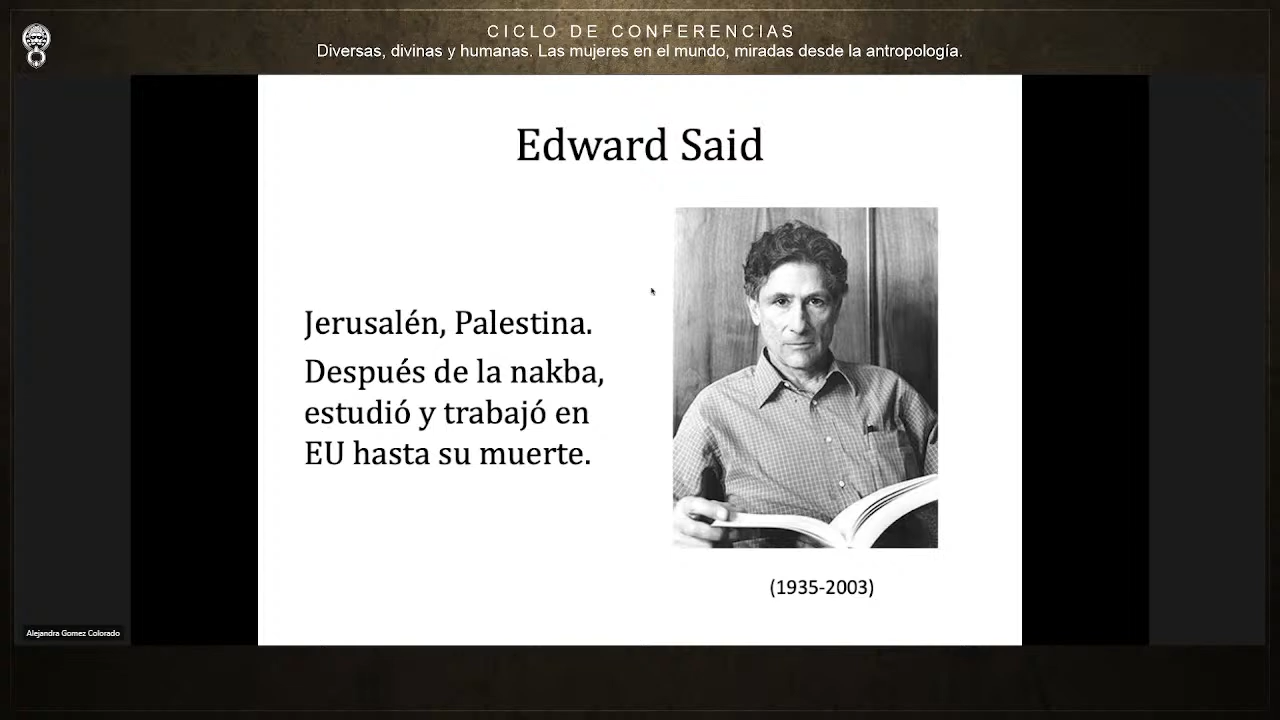 CICLO DE CONFERENCIAS
Diversas, divinas y humanas. Las mujeres en el mundo, miradas desde la antropología.
Edward Said
Jerusalén, Palestina.
Después de la nakba,
estudió y trabajó en
EU hasta su muerte.
(1935-2003)
Alejandra Gomez Colorado